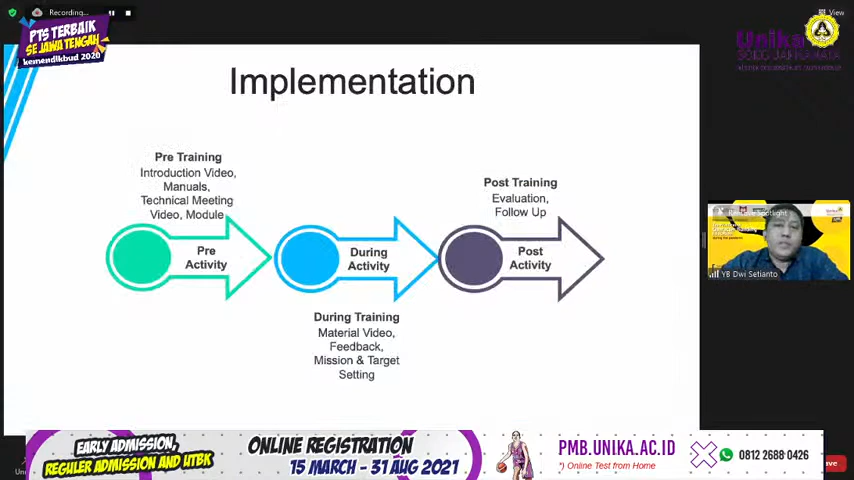 Recording...
View
PTS TERBAIK
SE JAWA TENGAH
kemendikbud 2020
Unika
Implementation
Pre Training
Introduction Video,
Manuals,
Technical Meeting
Video, Module
Pre
Activity
During
Activity
During Training
Material Video,
Feedback,
Mission & Target
Setting
Post Training
Evaluation,
Follow Up
Post
Activity
YB Dwi Setianto
EARLY ADMISSION,
REGULER ADMISSION AND UTBK
ONLINE REGISTRATION
15 MARCH - 31 AUG 2021
PMB.UNIKA.AC.ID
*) Online Test from Home
0812 2688 0426